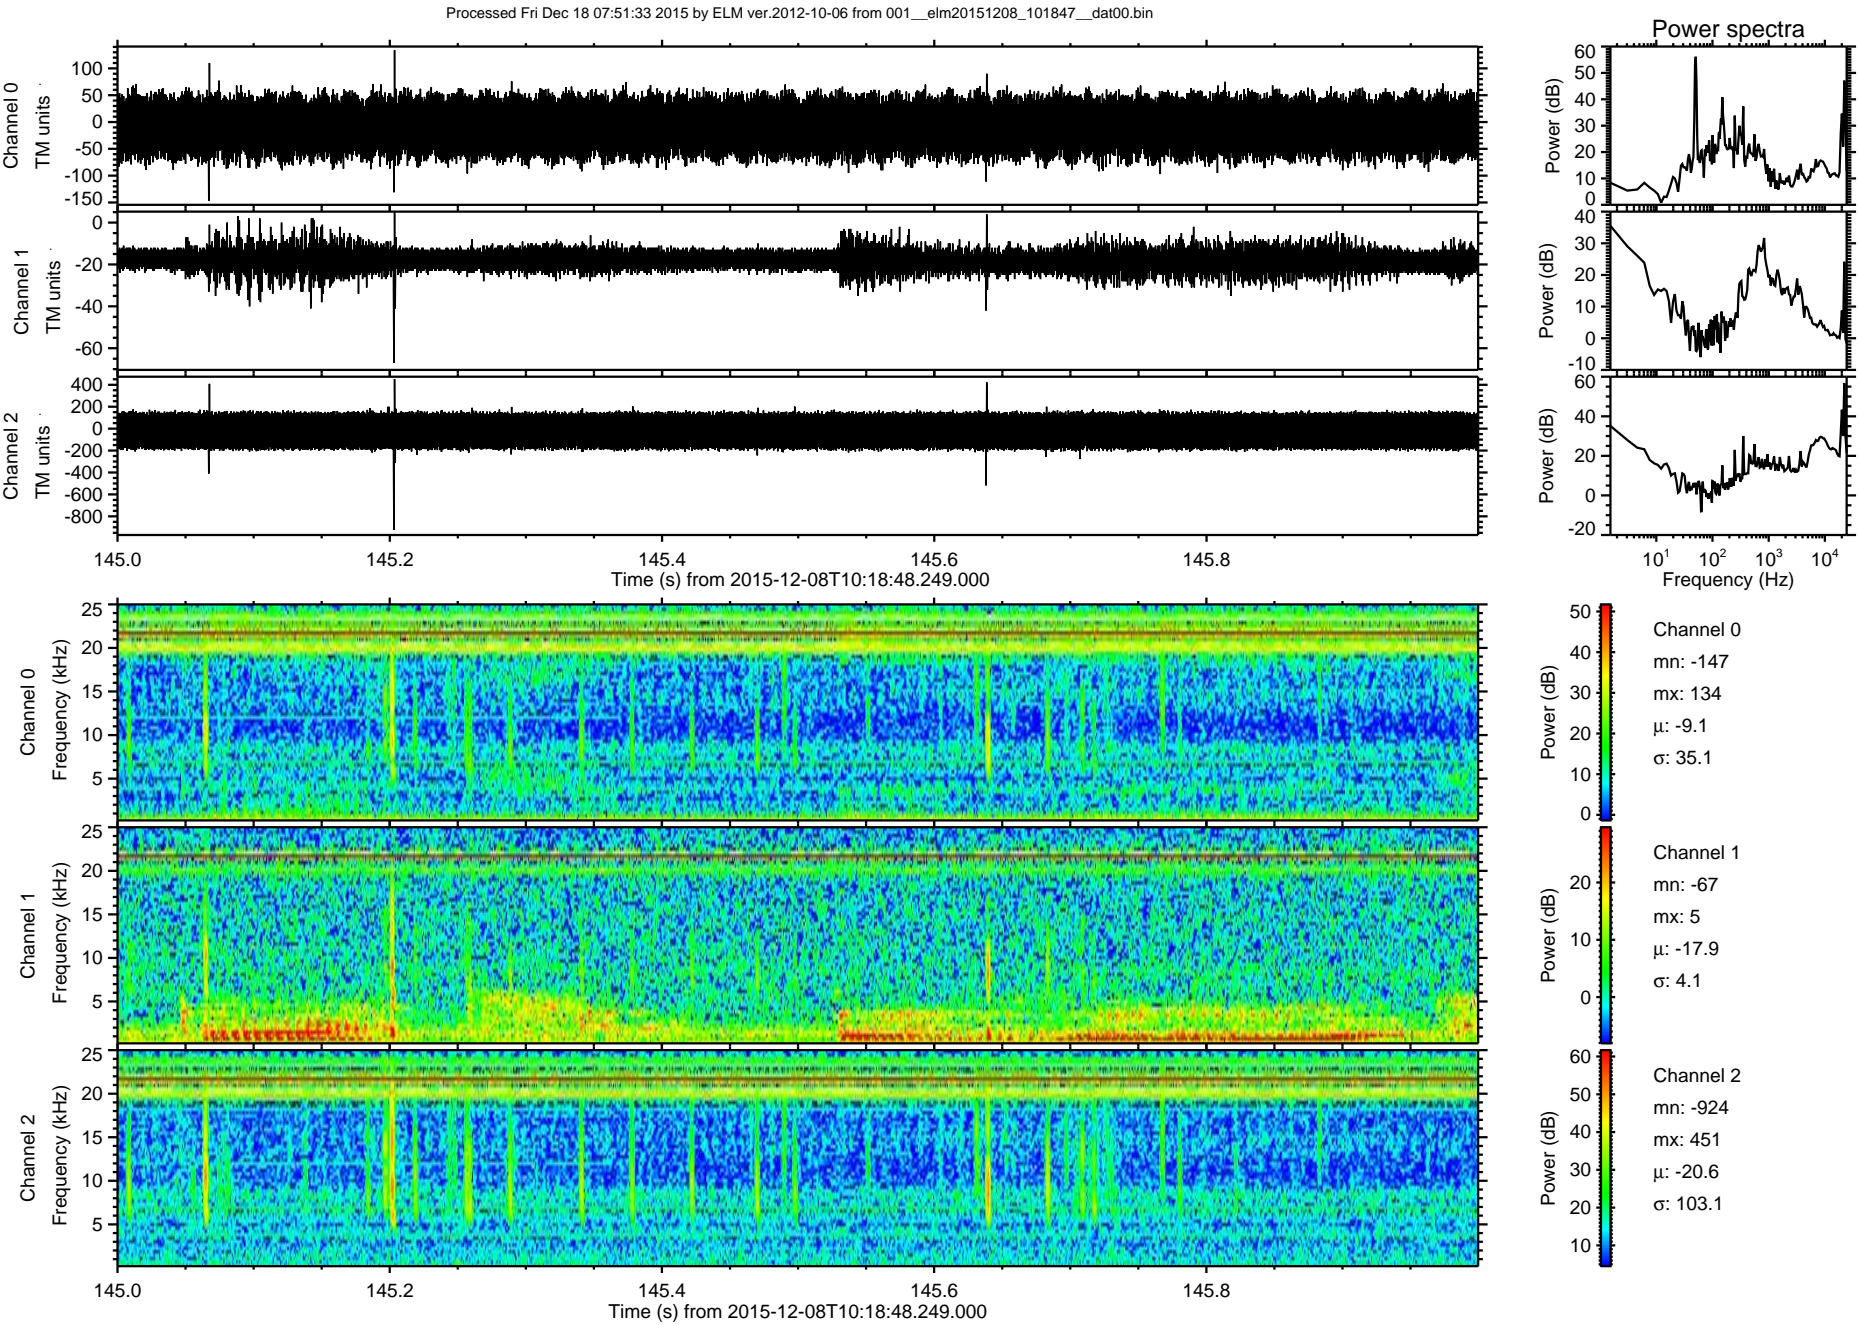 Processed Fri Dec 18 07:51:33 2015 by ELM ver.2012-10-06 from 001__elm20151208_101847__dat00.bin
Power spectra
Channel 0
TM units
100
50
0
-50
-100
-150
Power (dB)
60
50
40
30
20
10
0
Channel 1
TM units
0
-20
-40
-60
Power (dB)
40
30
20
10
0
-10
Channel 2
TM units
400
200
0
-200
-400
-600
-800
Power (dB)
60
40
20
0
-20
145.0 145.2 145.4 145.6 145.8
Time (s) from 2015-12-08T10:18:48.249.000
10^1 10^2 10^3 10^4
Frequency (Hz)
Channel 0
Frequency (kHz)
25
20
15
10
5
Power (dB)
50
40
30
20
10
0
Channel 0
mn: -147
mx: 134
μ: -9.1
σ: 35.1
Channel 1
Frequency (kHz)
25
20
15
10
5
Power (dB)
20
10
0
Channel 1
mn: -67
mx: 5
μ: -17.9
σ: 4.1
Channel 2
Frequency (kHz)
25
20
15
10
5
Power (dB)
60
50
40
30
20
10
Channel 2
mn: -924
mx: 451
μ: -20.6
σ: 103.1
145.0 145.2 145.4 145.6 145.8
Time (s) from 2015-12-08T10:18:48.249.000